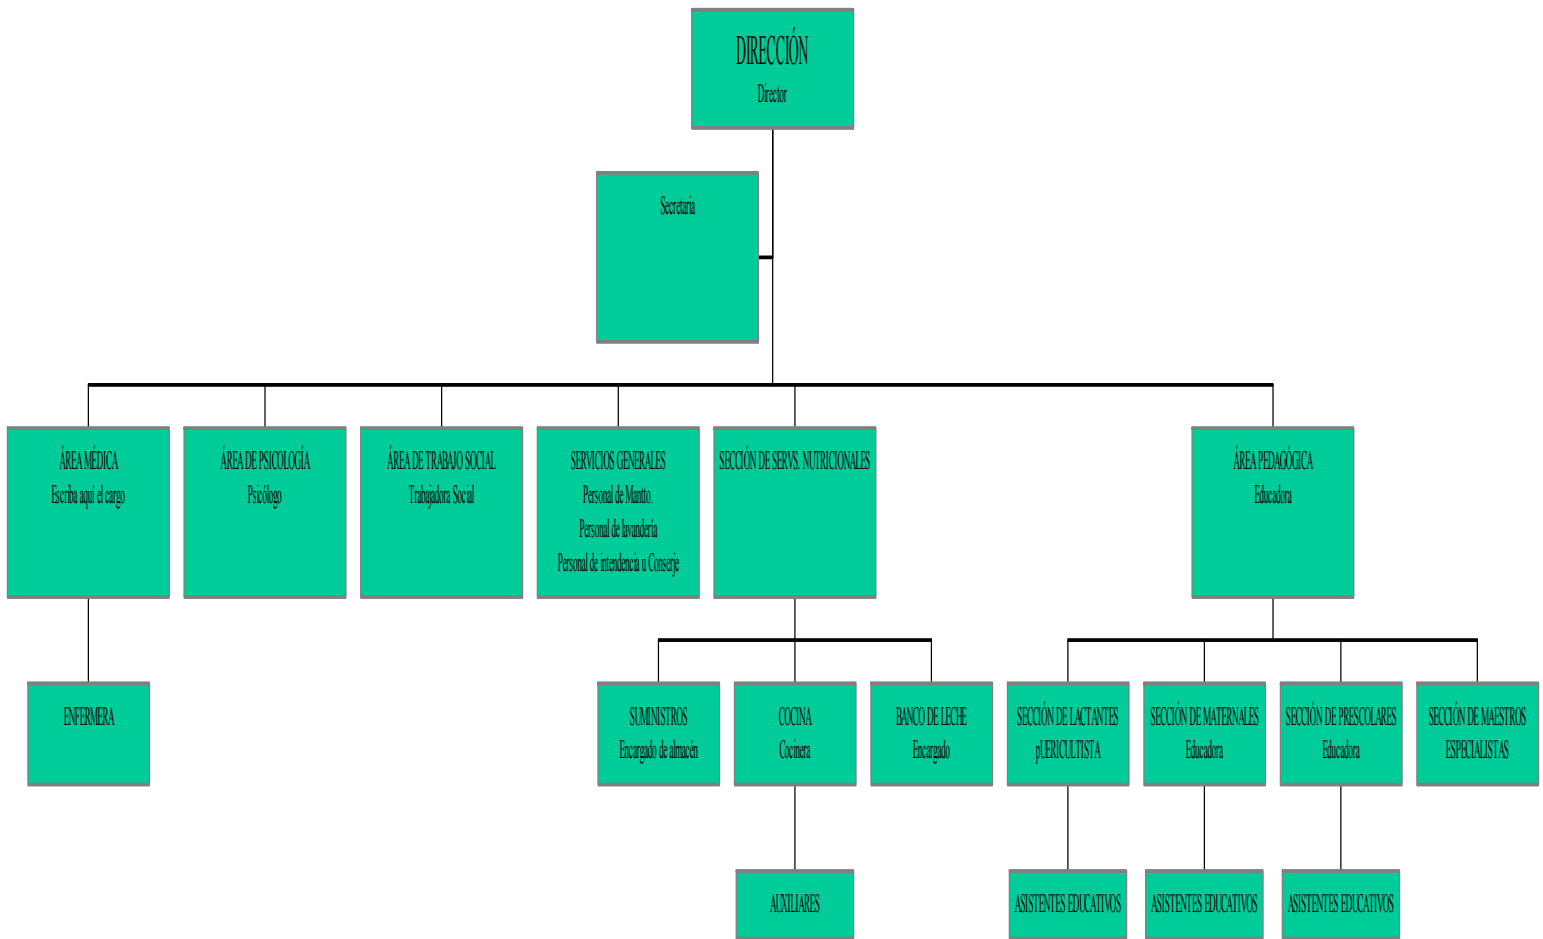 DIRECCIÓN
Director
Secretaria
ÁREA MÉDICA
Escriba aquí el cargo
ÁREA DE PSICOLOGÍA
Psicólogo
ÁREA DE TRABAJO SOCIAL
Trabajadora Social
SERVICIOS GENERALES
Personal de Mantto.
Personal de lavandería
Personal de intendencia u Conserje
SECCIÓN DE SERVS. NUTRICIONALES
ÁREA PEDAGÓGICA
Educadora
ENFERMERA
SUMINISTROS
Encargado de almacén
COCINA
Cocinera
BANCO DE LECHE
Encargado
SECCIÓN DE LACTANTES
pUERICULTISTA
SECCIÓN DE MATERNALES
Educadora
SECCIÓN DE PRESCOLARES
Educadora
SECCIÓN DE MAESTROS
ESPECIALISTAS
AUXILIARES
ASISTENTES EDUCATIVOS
ASISTENTES EDUCATIVOS
ASISTENTES EDUCATIVOS